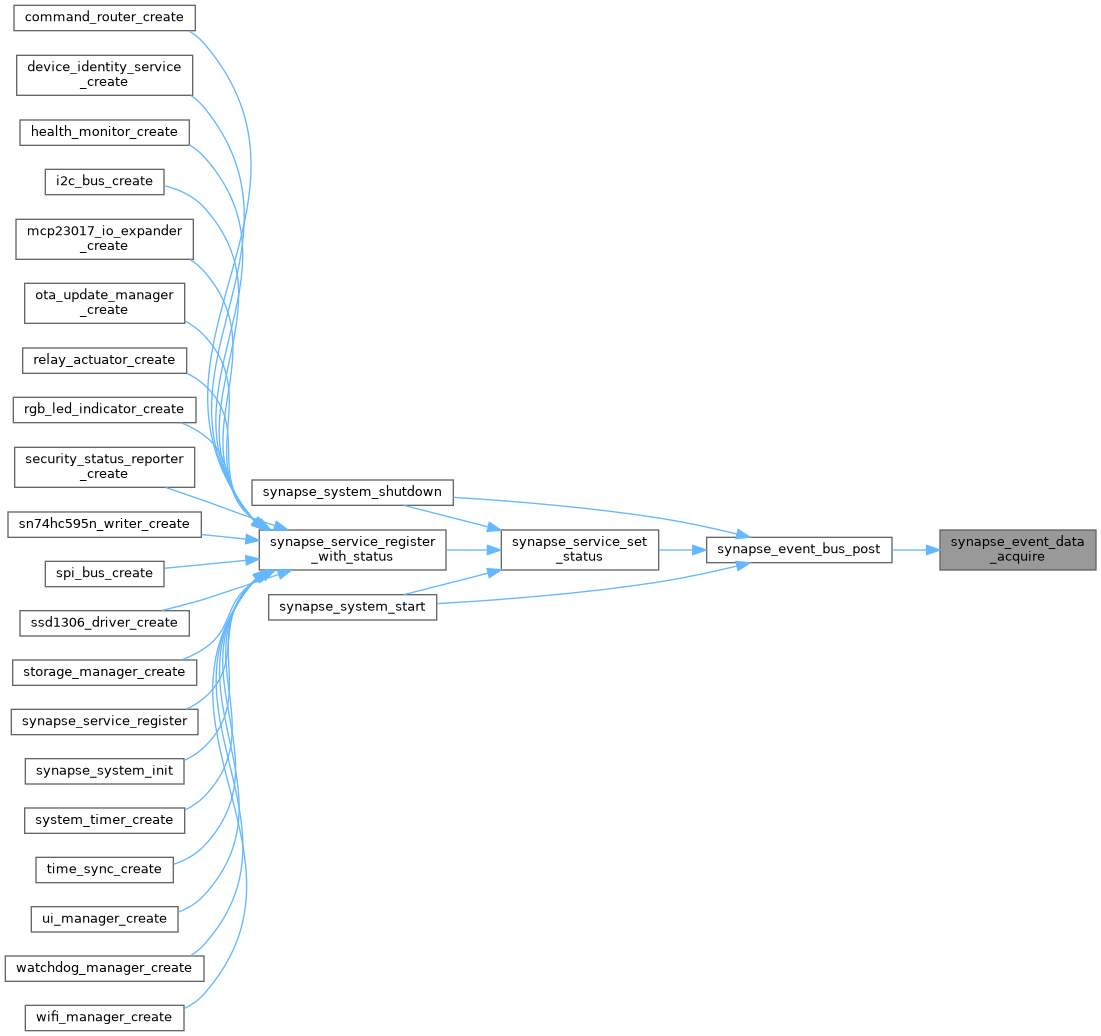 command_router_create
device_identity_service
_create
health_monitor_create
i2c_bus_create
mcp23017_io_expander
_create
ota_update_manager
_create
relay_actuator_create
rgb_led_indicator_create
security_status_reporter
_create
sn74hc595n_writer_create
spi_bus_create
ssd1306_driver_create
storage_manager_create
synapse_service_register
synapse_system_init
system_timer_create
time_sync_create
ui_manager_create
watchdog_manager_create
wifi_manager_create
synapse_system_shutdown
synapse_service_register
_with_status
synapse_system_start
synapse_service_set
_status
synapse_event_bus_post
synapse_event_data
_acquire